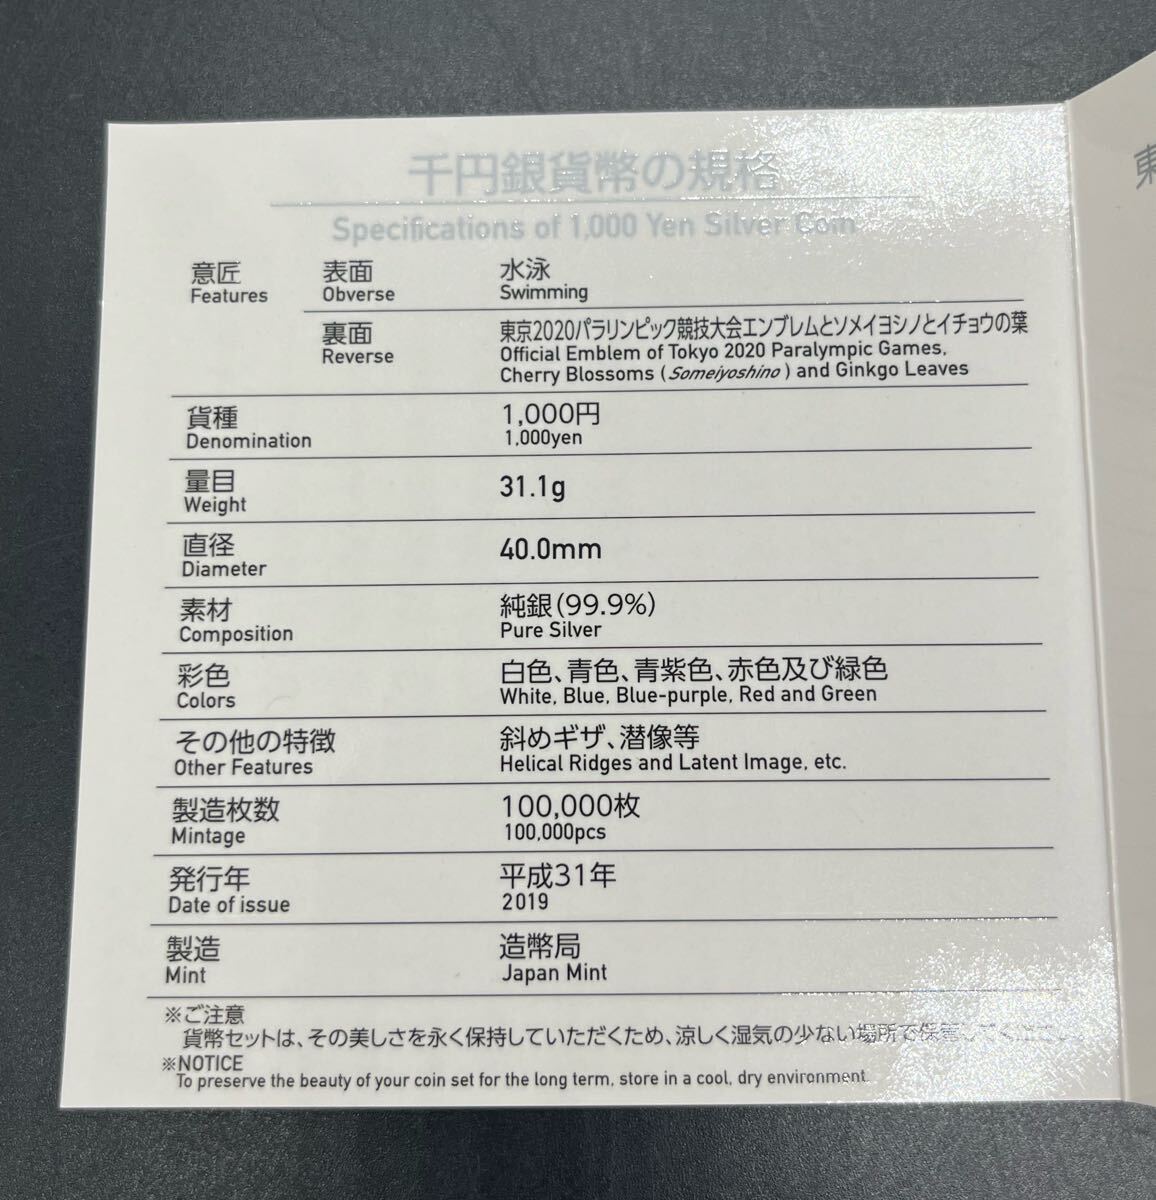 千円銀貨幣の規格
Specifications of 1,000 Yen Silver Coin
意匠
Features
表面
Obverse
水泳
Swimming
裏面
Reverse
東京2020パラリンピック競技大会エンブレムとソメイヨシノとイチョウの葉
Official Emblem of Tokyo 2020 Paralympic Games,
Cherry Blossoms (Someiyoshino) and Ginkgo Leaves
貨種
Denomination
1,000円
1,000yen
量目
Weight
31.1g
直径
Diameter
40.0mm
素材
Composition
純銀(99.9%)
Pure Silver
彩色
Colors
白色、青色、青紫色、赤色及び緑色
White, Blue, Blue-purple, Red and Green
その他の特徴
Other Features
斜めギザ、潜像等
Helical Ridges and Latent Image, etc.
製造枚数
Mintage
100,000枚
100,000pcs
発行年
Date of issue
平成31年
2019
製造
Mint
造幣局
Japan Mint
※ご注意
貨幣セットは、その美しさを永く保持していただくため、涼しく湿気の少ない場所で保管してください。
※NOTICE
To preserve the beauty of your coin set for the long term, store in a cool, dry environment.
東